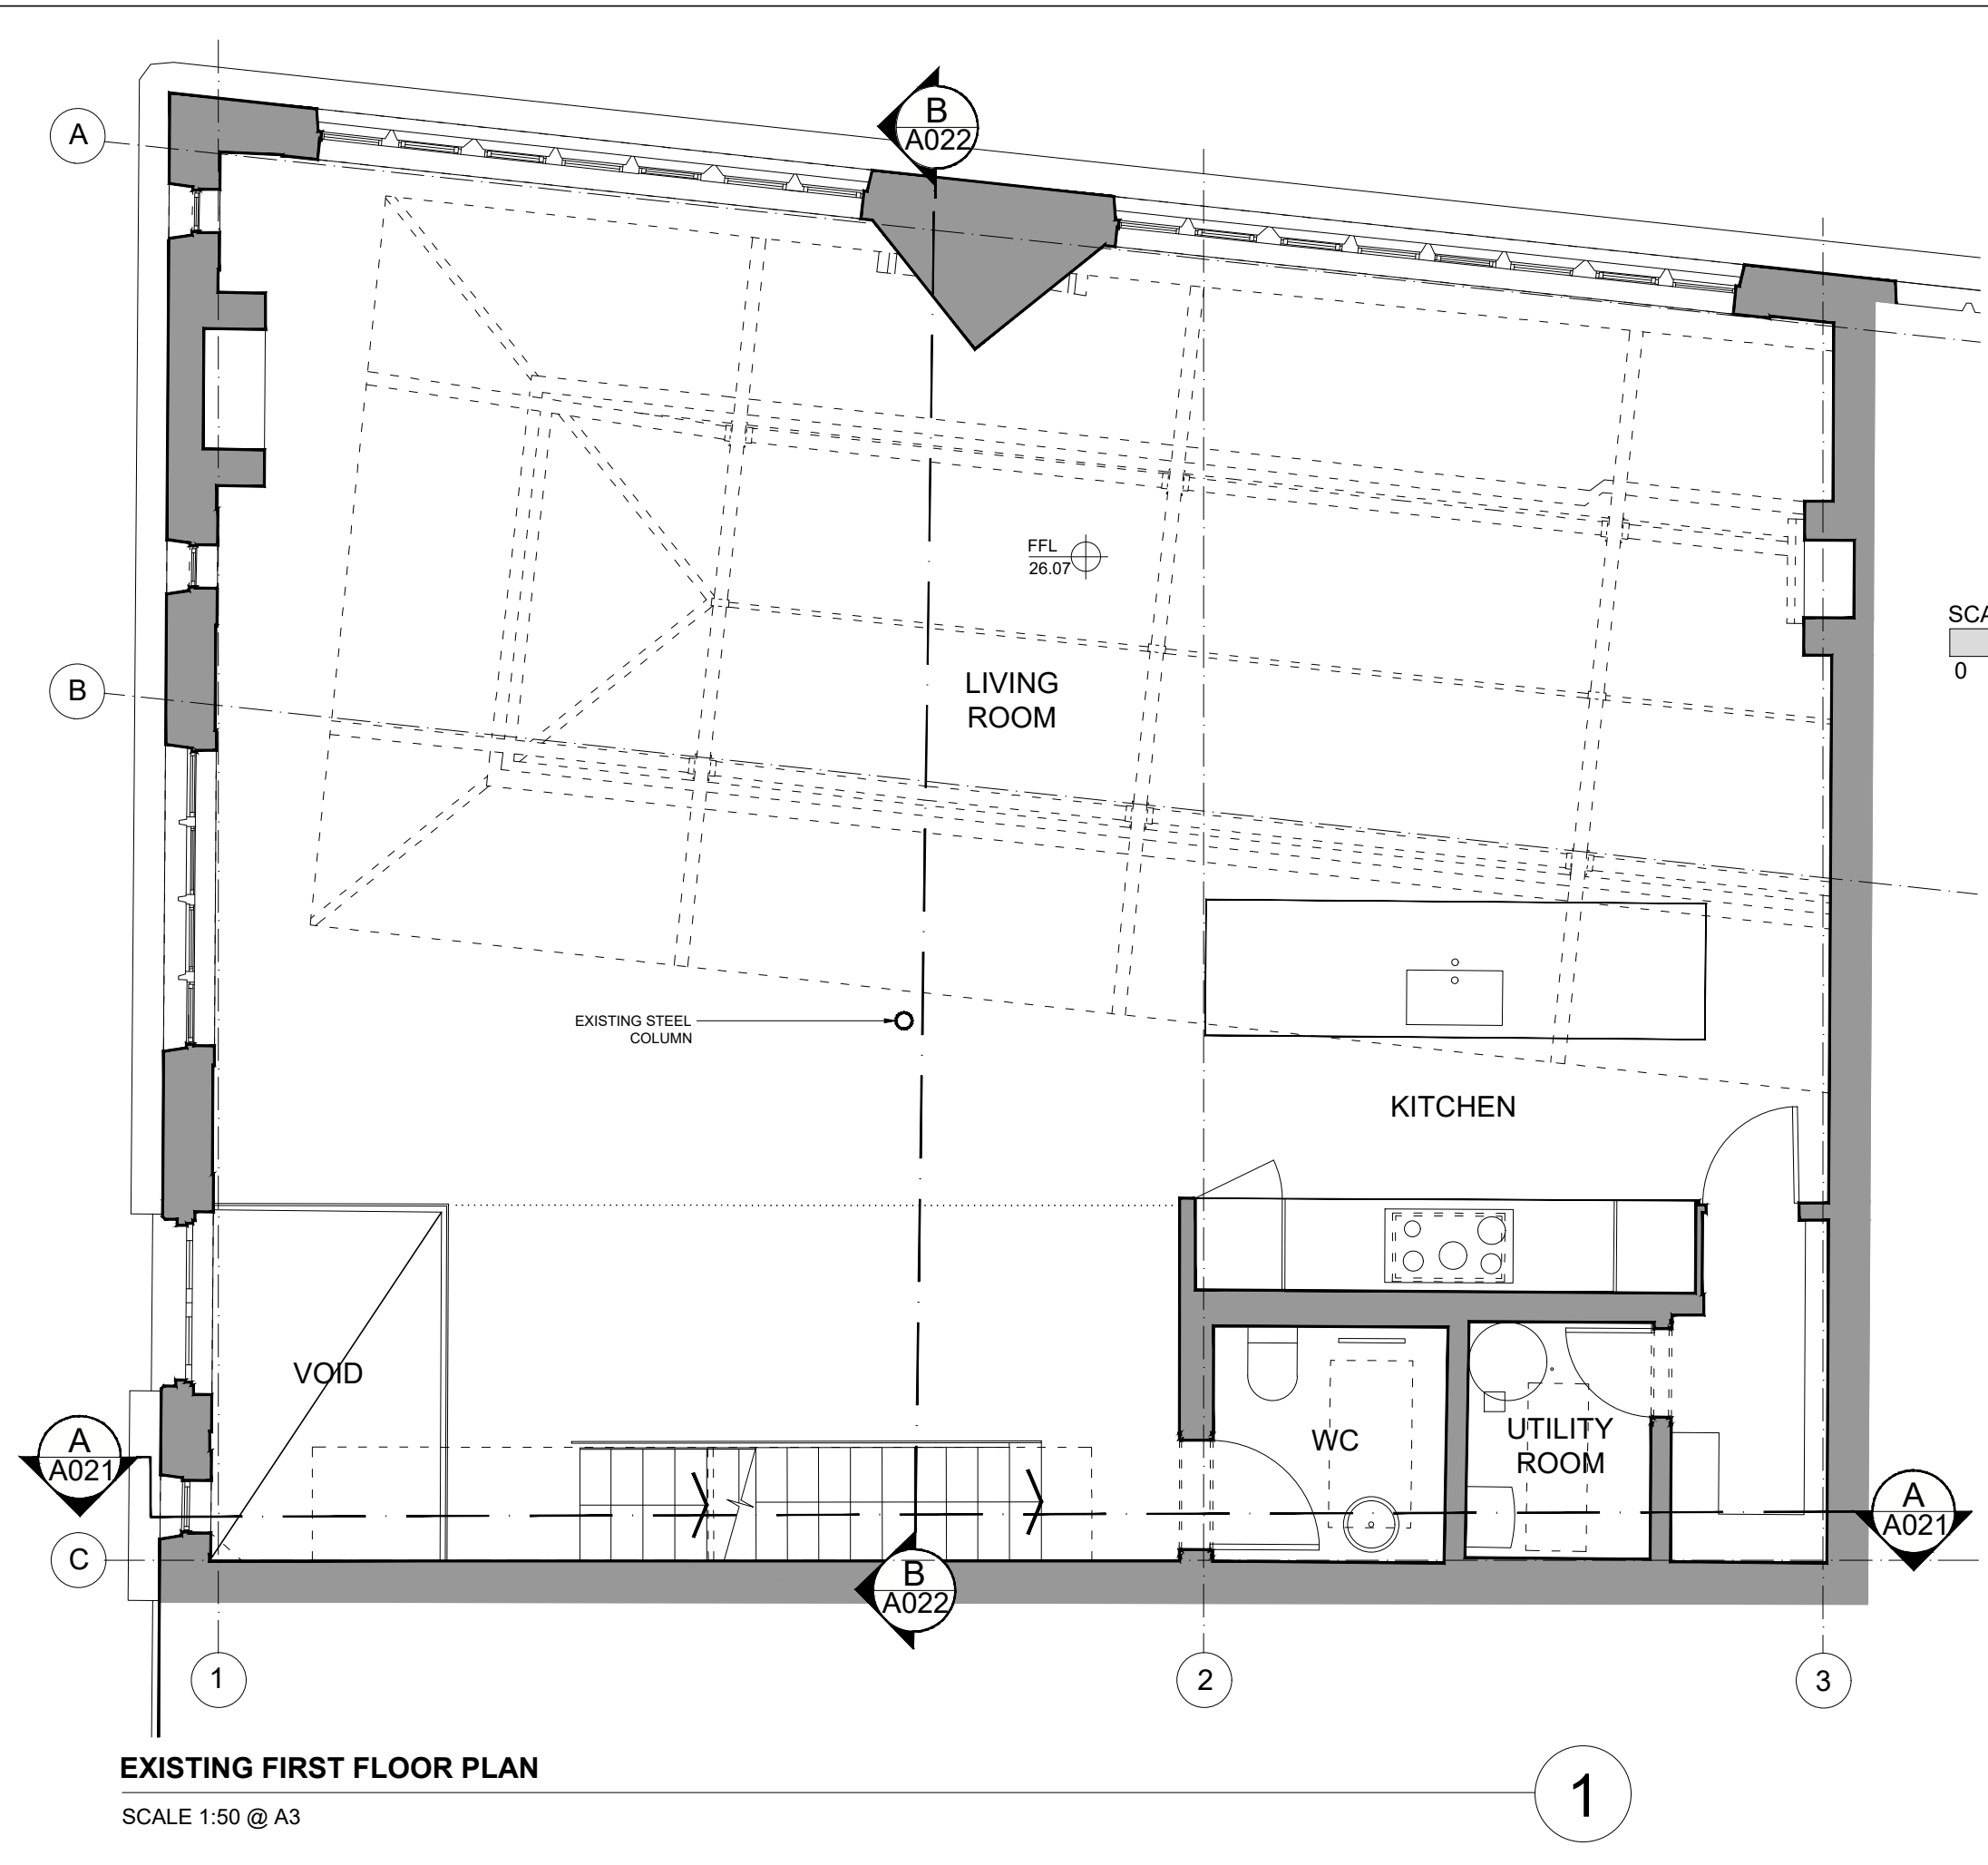 B
A022
A
FFL
26.07
SCA
0
B
LIVING
ROOM
EXISTING STEEL
COLUMN
KITCHEN
VOID
WC
UTILITY
ROOM
A
A021
A
A021
C
B
A022
1
2
3
EXISTING FIRST FLOOR PLAN
1
SCALE 1:50 @ A3